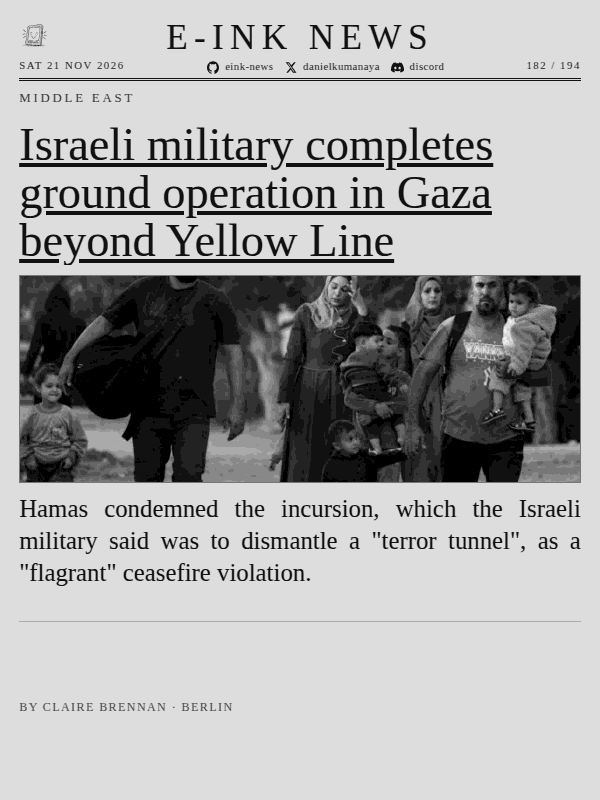 E-INK NEWS
SAT 21 NOV 2026
eink-news
danielkumanaya
discord
182 / 194
MIDDLE EAST
Israeli military completes
ground operation in Gaza
beyond Yellow Line
Hamas condemned the incursion, which the Israeli
military said was to dismantle a "terror tunnel", as a
"flagrant" ceasefire violation.
BY CLAIRE BRENNAN · BERLIN